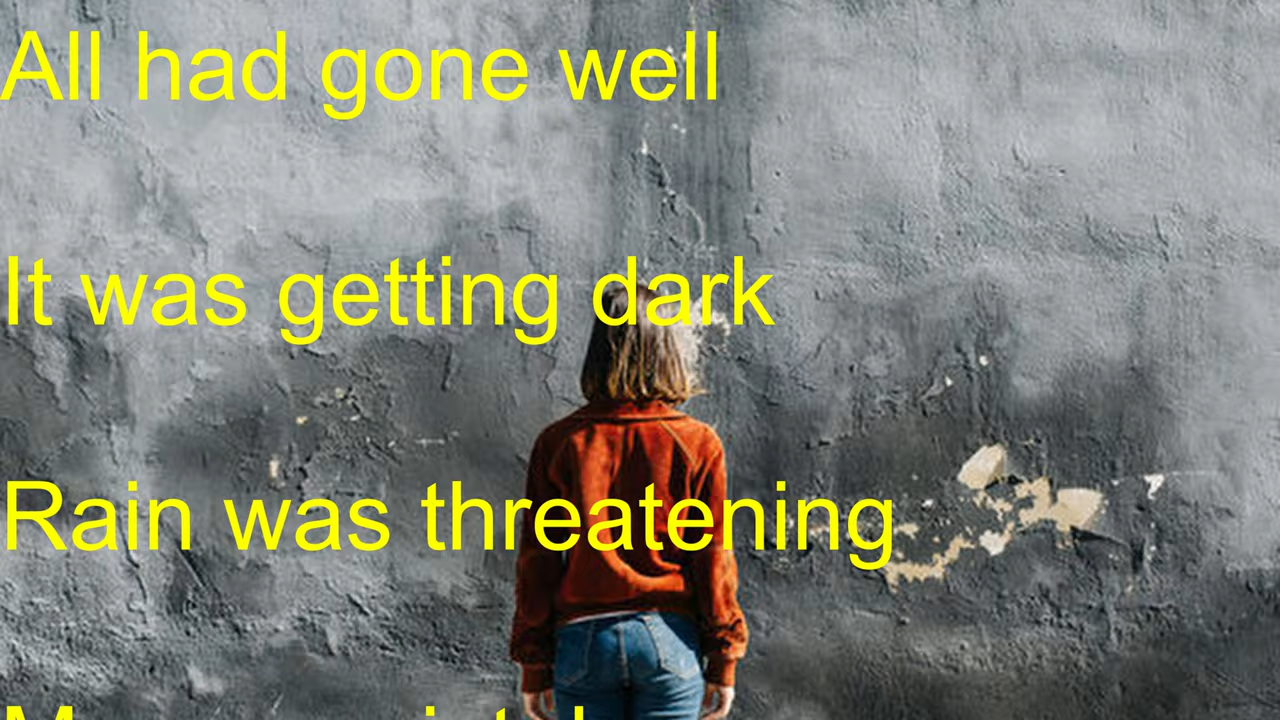 All had gone well
It was getting dark
Rain was threatening